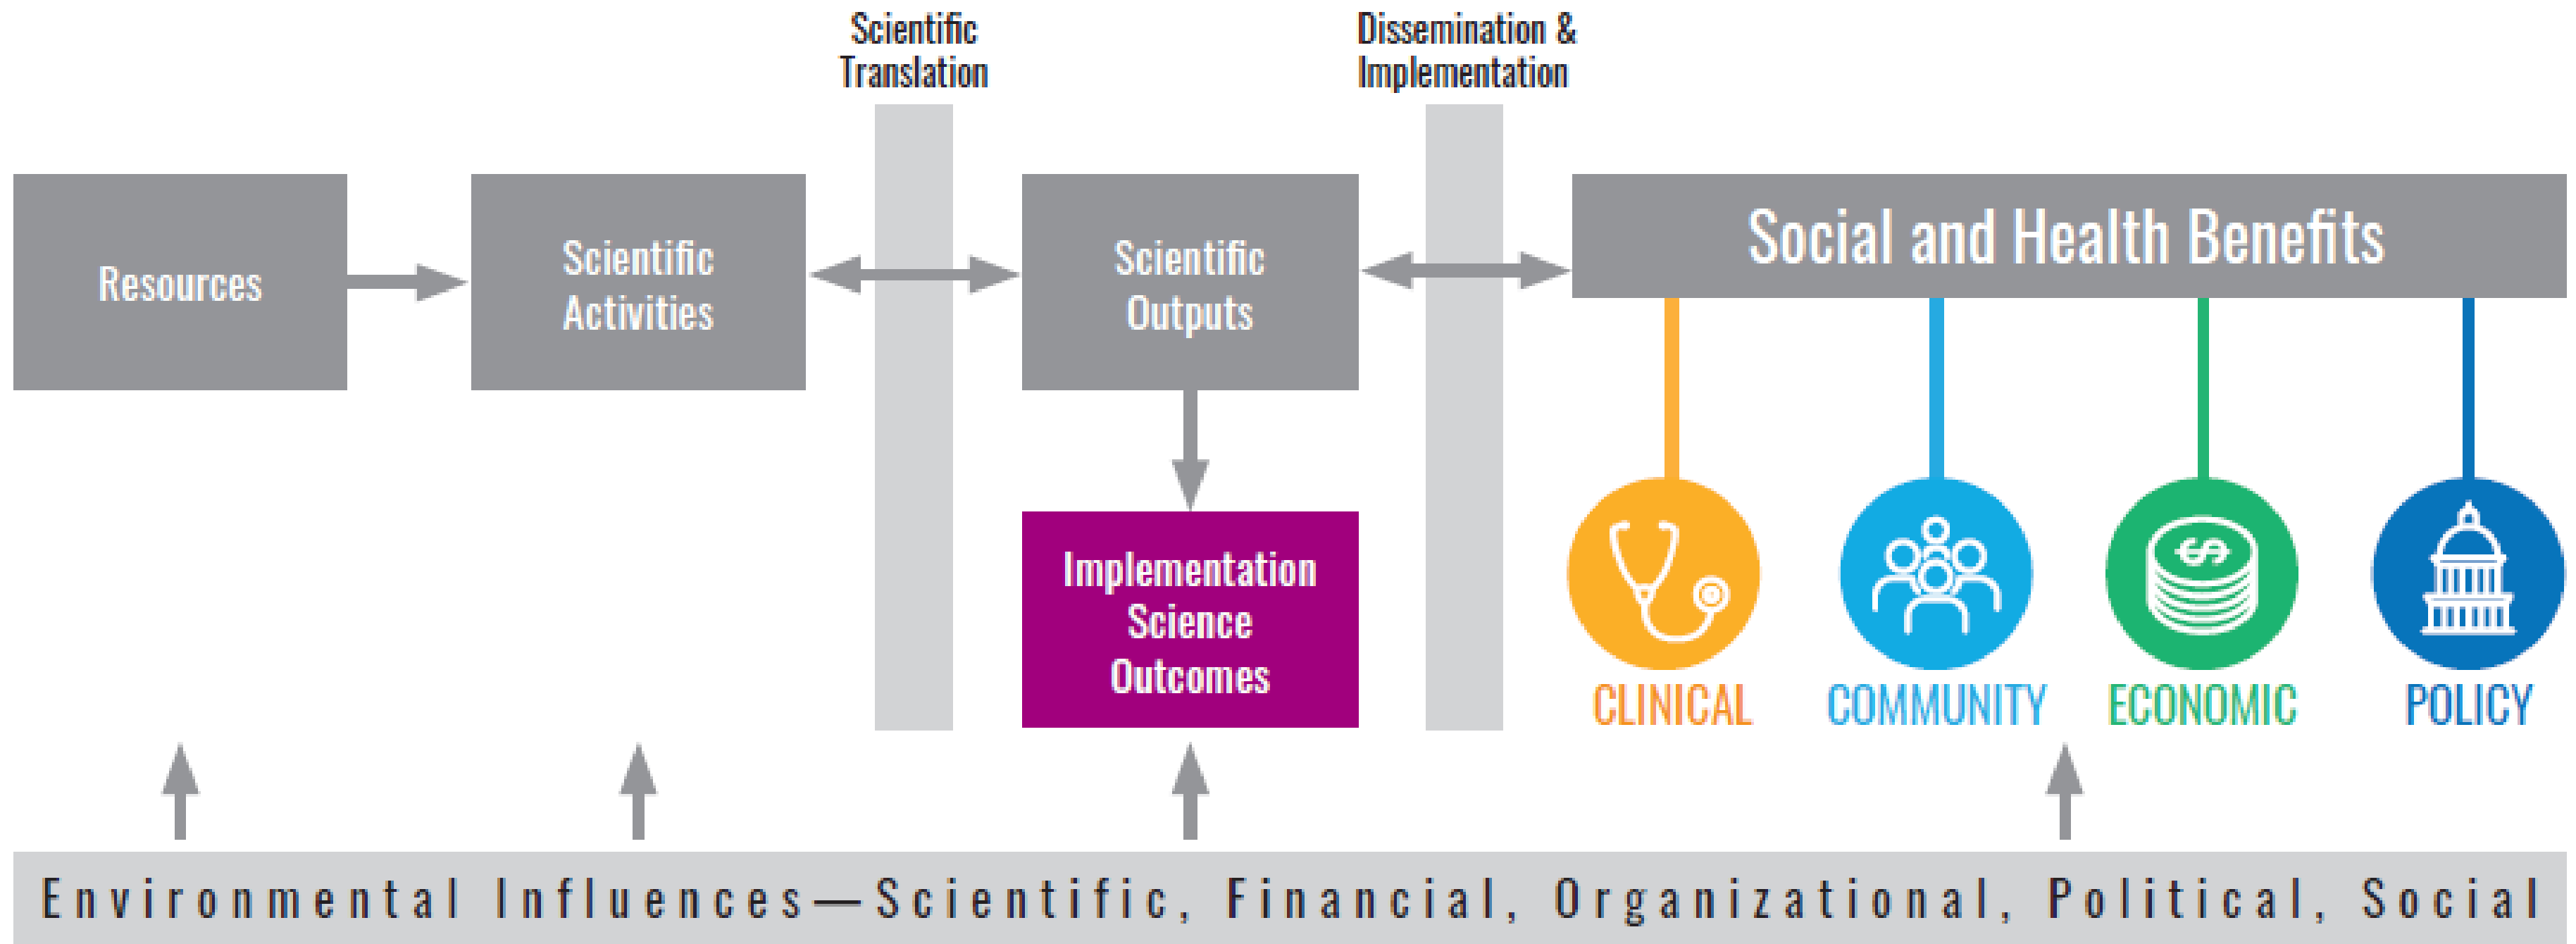 Scientific
Translation
Dissemination &
Implementation
Resources
Scientific
Activities
Scientific
Outputs
Social and Health Benefits
Implementation
Science
Outcomes
CLINICAL
COMMUNITY
ECONOMIC
POLICY
Environmental Influences—Scientific, Financial, Organizational, Political, Social